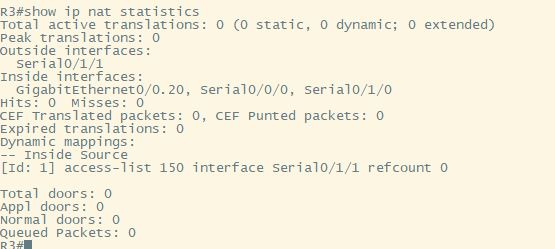 R3#show ip nat statistics
Total active translations: 0 (0 static, 0 dynamic; 0 extended)
Peak translations: 0
Outside interfaces:
  Serial0/1/1
Inside interfaces:
  GigabitEthernet0/0.20, Serial0/0/0, Serial0/1/0
Hits: 0  Misses: 0
CEF Translated packets: 0, CEF Punted packets: 0
Expired translations: 0
Dynamic mappings:
-- Inside Source
[Id: 1] access-list 150 interface Serial0/1/1 refcount 0

Total doors: 0
Appl doors: 0
Normal doors: 0
Queued Packets: 0
R3#